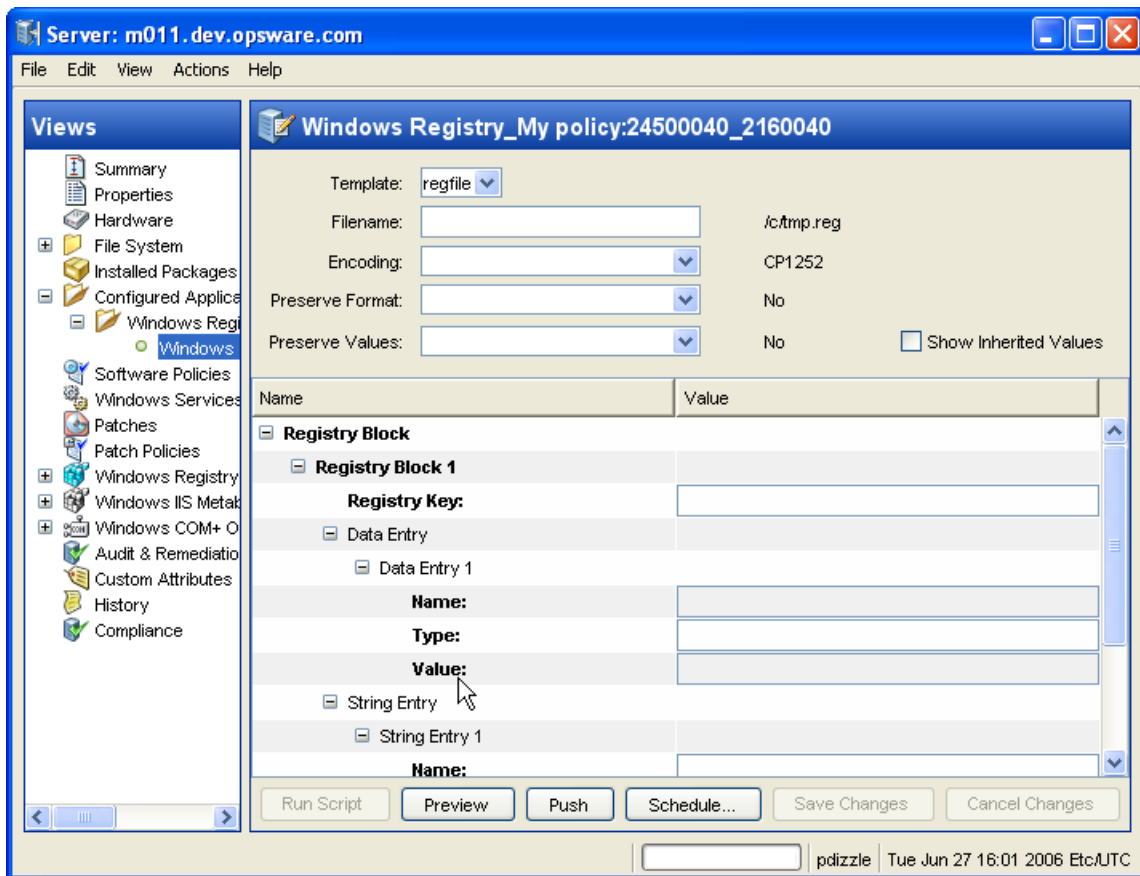 Server: m011.dev.opsware.com
File Edit View Actions Help
Views
Summary
Properties
Hardware
File System
Installed Packages
Configured Applica
Windows Regi
Windows
Software Policies
Windows Services
Patches
Patch Policies
Windows Registry
Windows IIS Metab
Windows COM+ O
Audit & Remediatio
Custom Attributes
History
Compliance
Windows Registry_My policy:24500040_2160040
Template: regfile
Filename: /c/tmp.reg
Encoding: CP1252
Preserve Format: No
Preserve Values: No Show Inherited Values
Name Value
Registry Block
Registry Block 1
Registry Key:
Data Entry
Data Entry 1
Name:
Type:
Value:
String Entry
String Entry 1
Name:
Run Script Preview Push Schedule... Save Changes Cancel Changes
pdizzle Tue Jun 27 16:01 2006 Etc/UTC